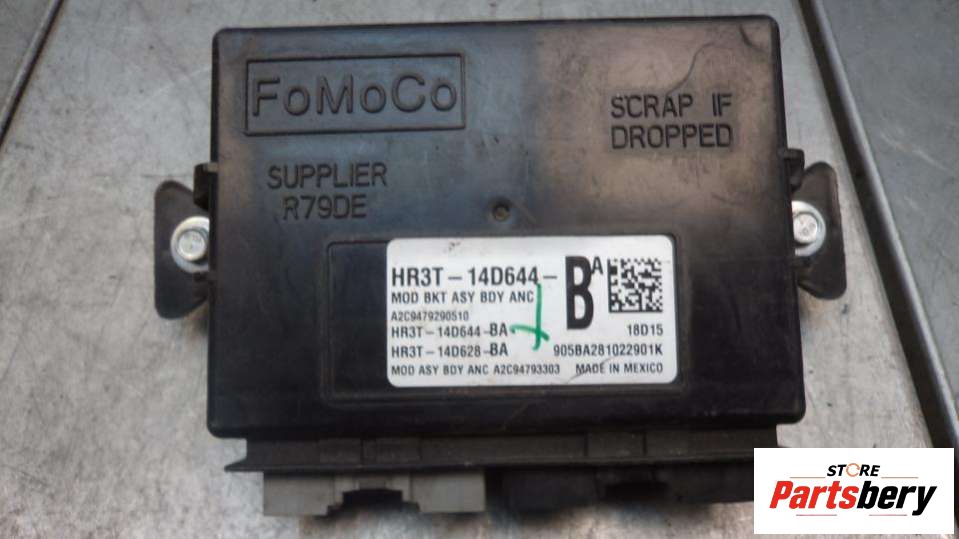 FoMoCo
SCRAP IF
DROPPED
SUPPLIER
R79DE
HR3T-14D644-BA
MOD BKT ASY BDY ANC
A2C9479290510
HR3T-14D644-BA
18D15
HR3T-14D628-BA 905BA281022901K
MOD ASY BDY ANC A2C94793303 MADE IN MEXICO
STORE
Partsbery